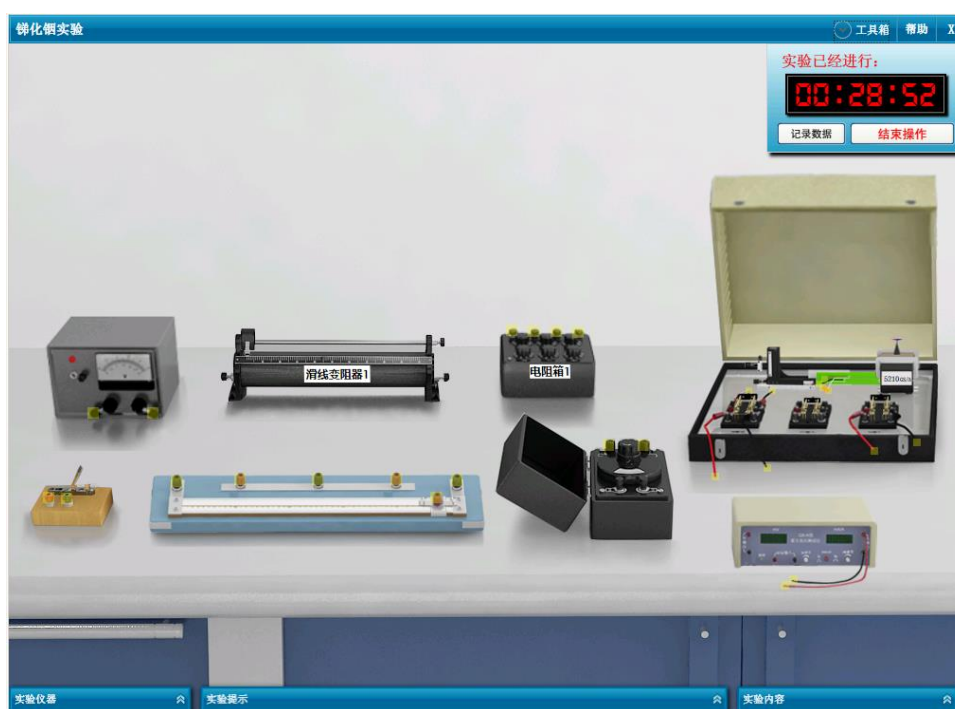 锑化铟实验
工具箱 帮助 X
实验已经进行:
00:28:52
记录数据 结束操作
滑线变阻器1
电阻箱1
实验仪器
实验提示
实验内容